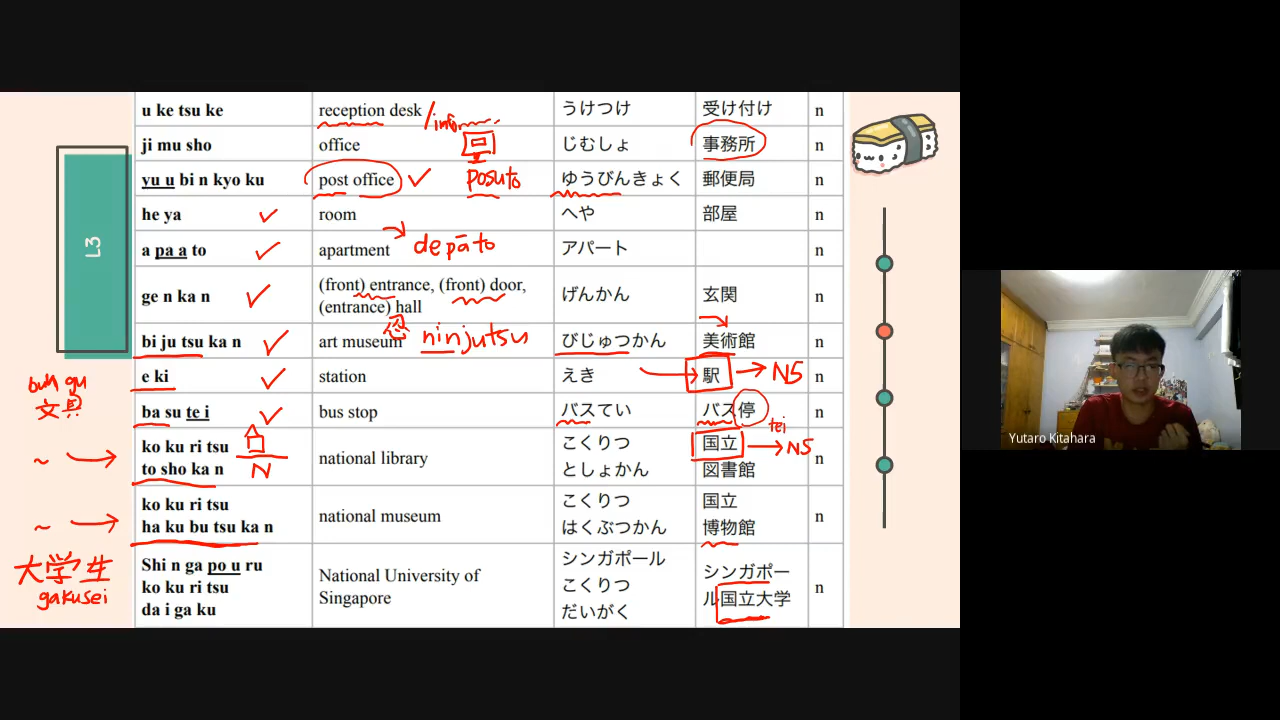 u ke tsu ke reception desk /info うけつけ 受け付け n
ji mu sho office じむしょ 事務所 n
yu u bi n kyo ku post office posuto ゆうびんきょく 郵便局 n
he ya room へや 部屋 n
L3
a pa a to apartment depāto アパート n
ge n ka n (front) entrance, (front) door, (entrance) hall げんかん 玄関 n
bi ju tsu ka n art museum 忍 ninjutsu びじゅつかん 美術館 n
e ki station えき 駅 NS n
bun gu
文具
ba su te i bus stop バスてい バス停 tei n
ko ku ri tsu national library こくりつ 国立 NS n
to sho ka n N としょかん 図書館
ko ku ri tsu national museum こくりつ 国立 n
ha ku bu tsu ka n はくぶつかん 博物館
大学生
gakusei
Shi n ga po u ru National University of シンガポール シンガポー n
ko ku ri tsu Singapore こくりつ ル国立大学
da i ga ku だいがく
Yutaro Kitahara